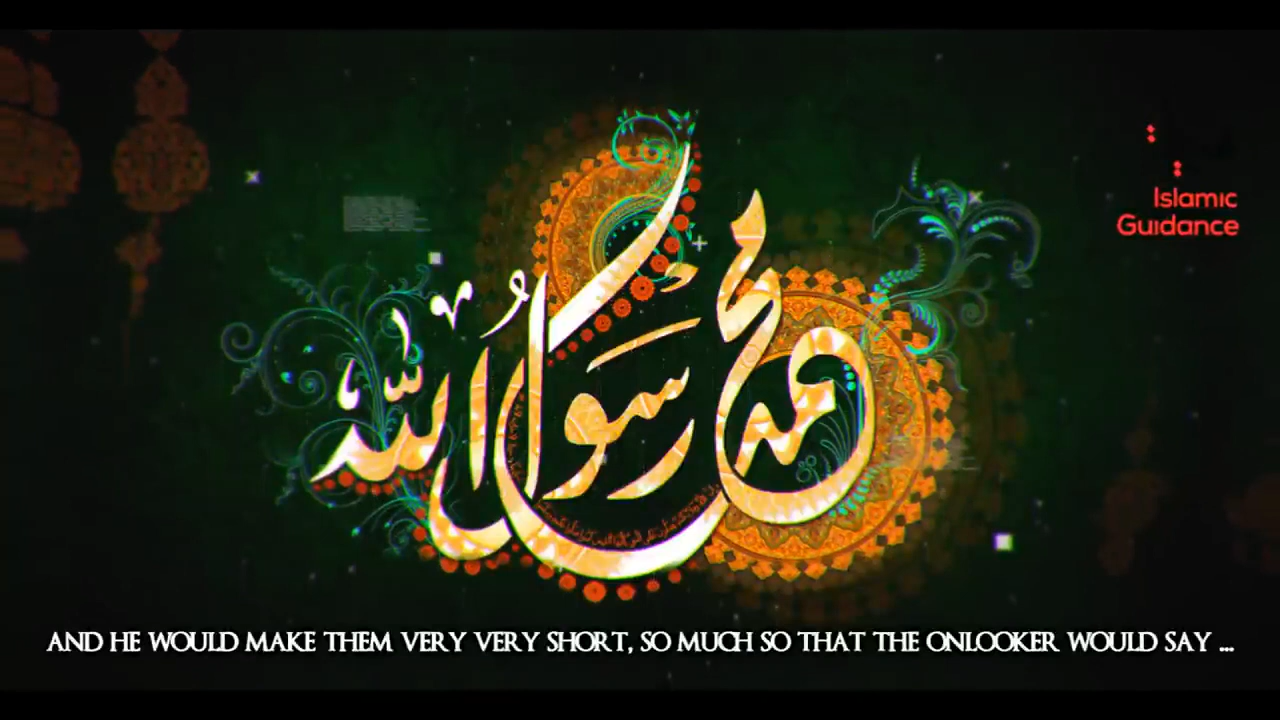 Islamic
Guidance
محمد رسول الله
AND HE WOULD MAKE THEM VERY VERY SHORT, SO MUCH SO THAT THE ONLOOKER WOULD SAY ...